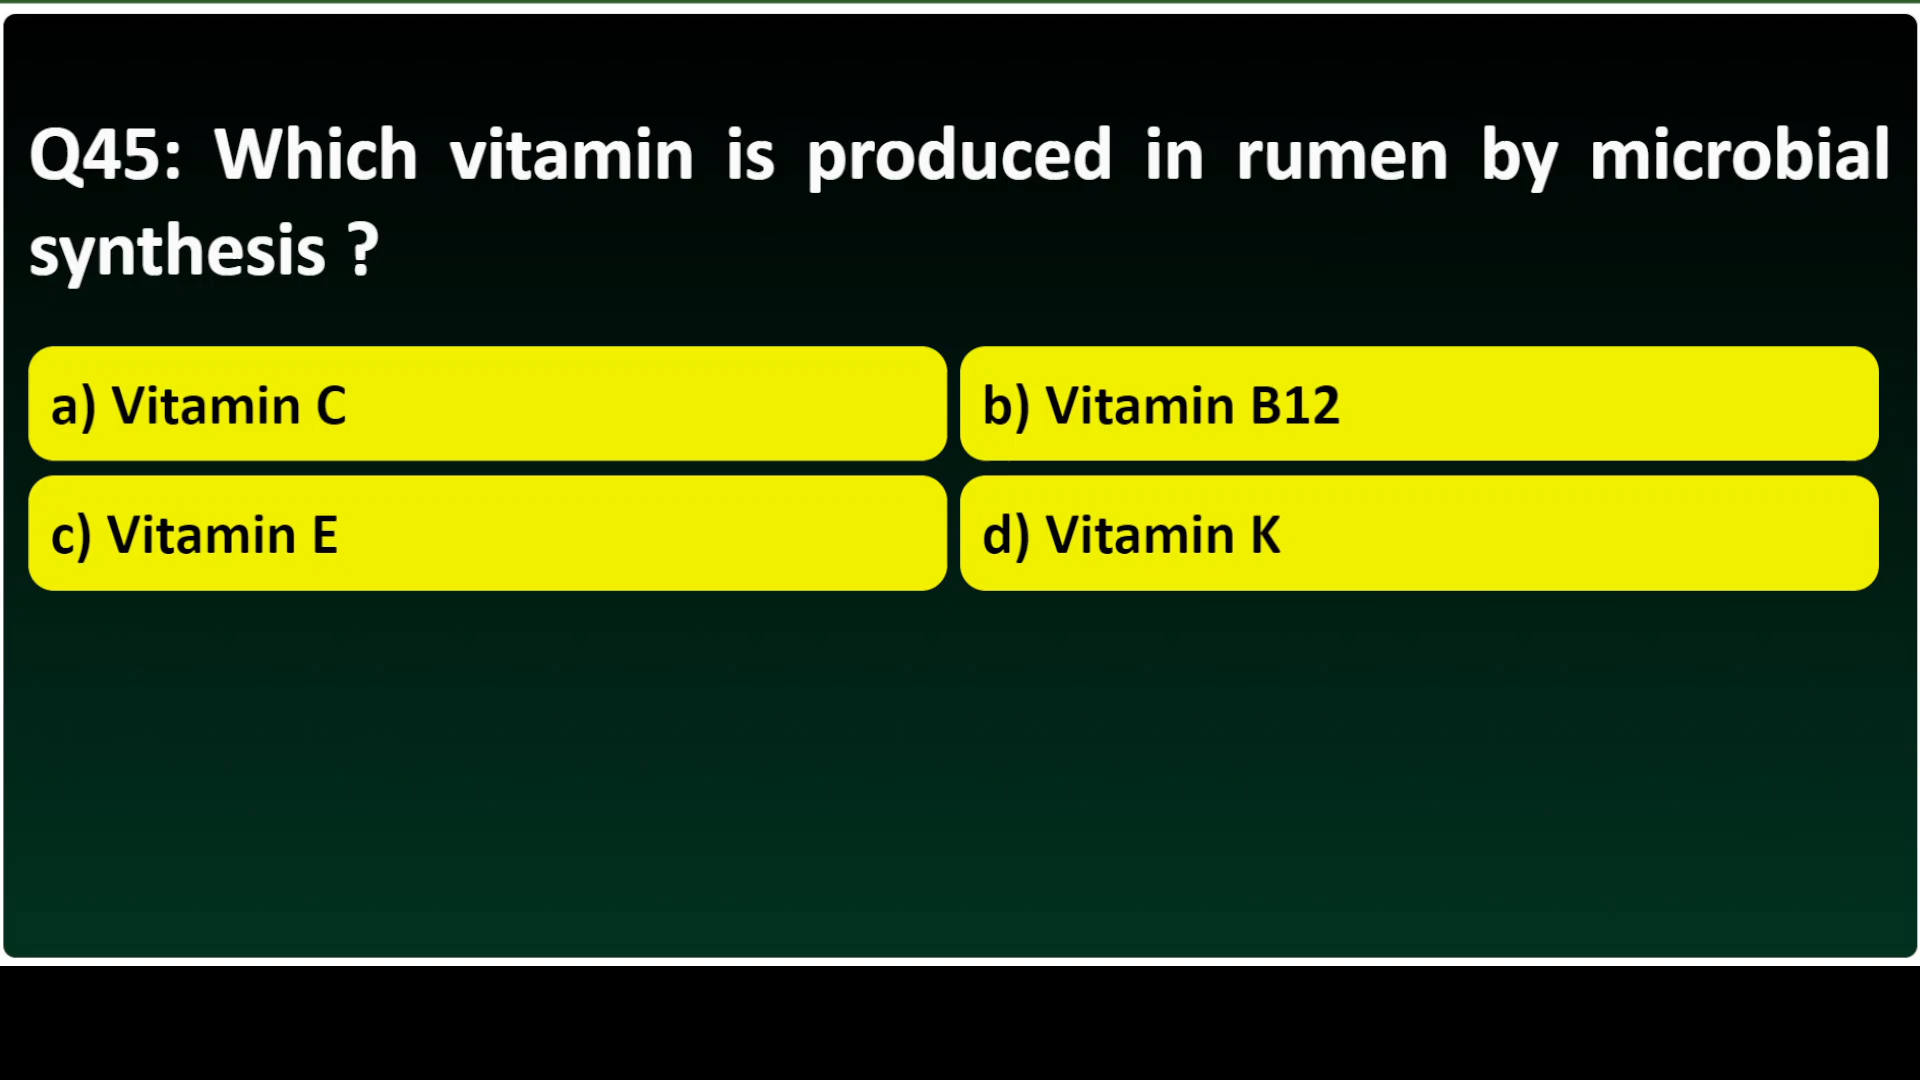 Q45: Which vitamin is produced in rumen by microbial
synthesis ?
a) Vitamin C
b) Vitamin B12
c) Vitamin E
d) Vitamin K